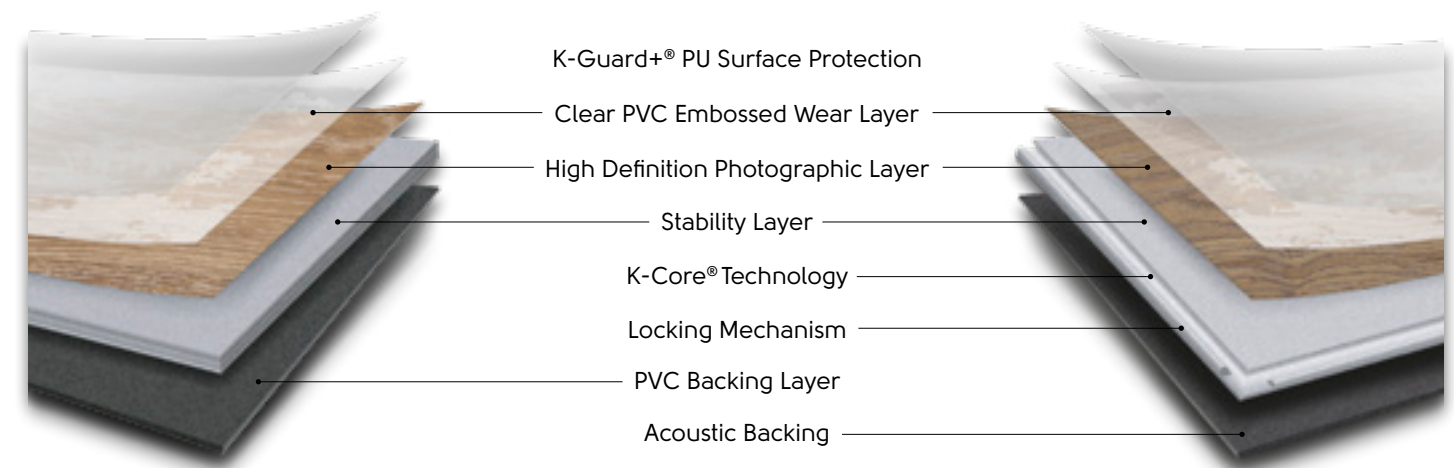 K-Guard+® PU Surface Protection
Clear PVC Embossed Wear Layer
High Definition Photographic Layer
Stability Layer
K-Core® Technology
Locking Mechanism
PVC Backing Layer
Acoustic Backing